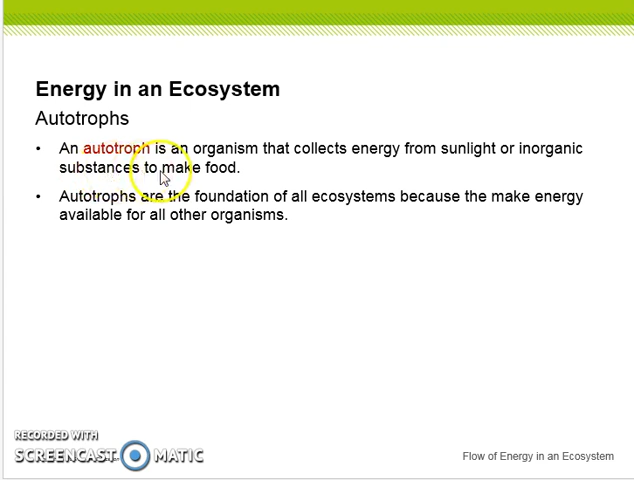 Energy in an Ecosystem
Autotrophs
• An autotroph is an organism that collects energy from sunlight or inorganic
substances to make food.
• Autotrophs are the foundation of all ecosystems because the make energy
available for all other organisms.
RECORDED WITH
SCREENCAST MATIC
Flow of Energy in an Ecosystem